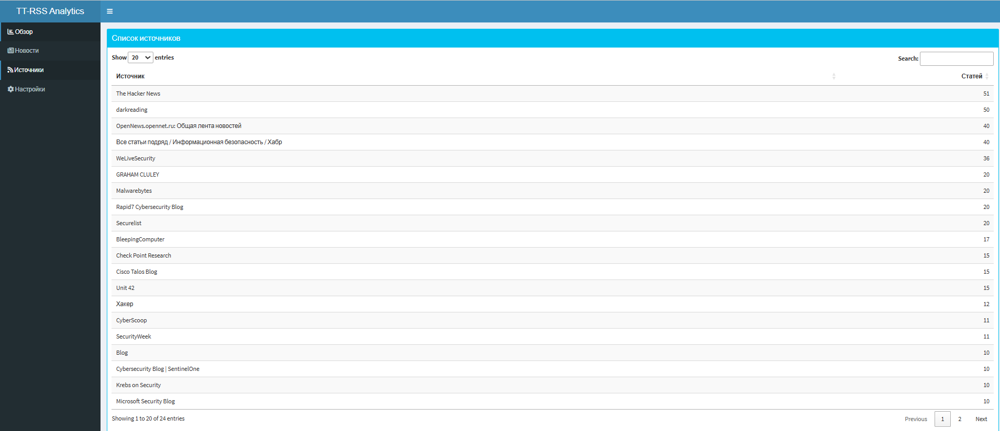 TT-RSS Analytics
Обзор
Новости
Источники
Настройки
Список источников
Show 20 entries
Search:
Источник Статей
The Hacker News 51
darkreading 50
OpenNews.opennet.ru: Общая лента новостей 40
Все статьи подряд / Информационная безопасность / Хабр 40
WeLiveSecurity 36
GRAHAM CLULEY 20
Malwarebytes 20
Rapid7 Cybersecurity Blog 20
Securelist 20
BleepingComputer 17
Check Point Research 15
Cisco Talos Blog 15
Unit 42 15
Хакер 12
CyberScoop 11
SecurityWeek 11
Blog 10
Cybersecurity Blog | SentinelOne 10
Krebs on Security 10
Microsoft Security Blog 10
Showing 1 to 20 of 24 entries
Previous 1 2 Next